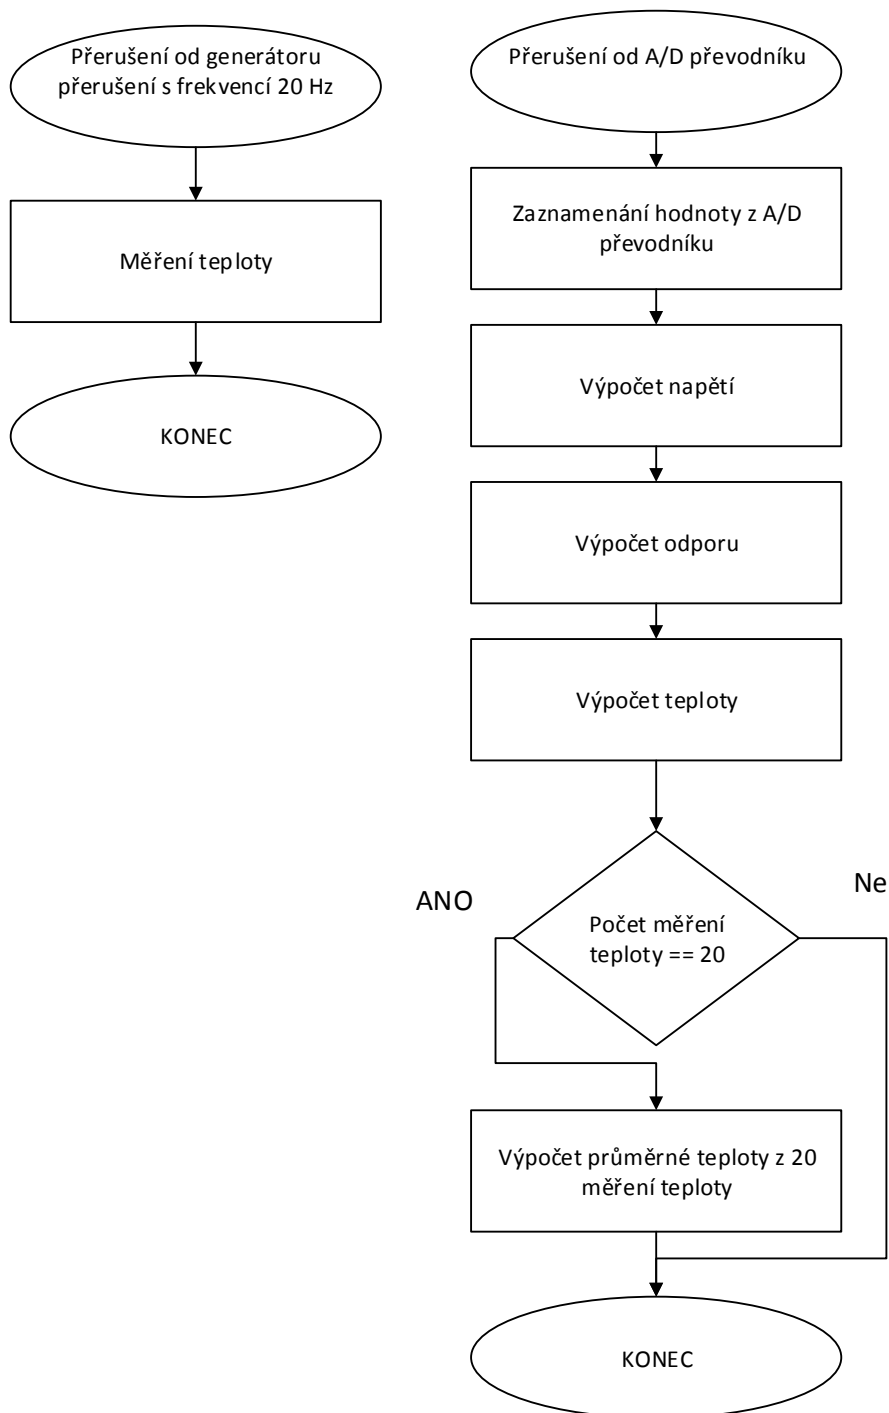 Přerušení od generátoru
přerušení s frekvencí 20 Hz
Měření teploty
KONEC
Přerušení od A/D převodníku
Zaznamenání hodnoty z A/D
převodníku
Výpočet napětí
Výpočet odporu
Výpočet teploty
Počet měření
teploty == 20
ANO
Ne
Výpočet průměrné teploty z 20
měření teploty
KONEC